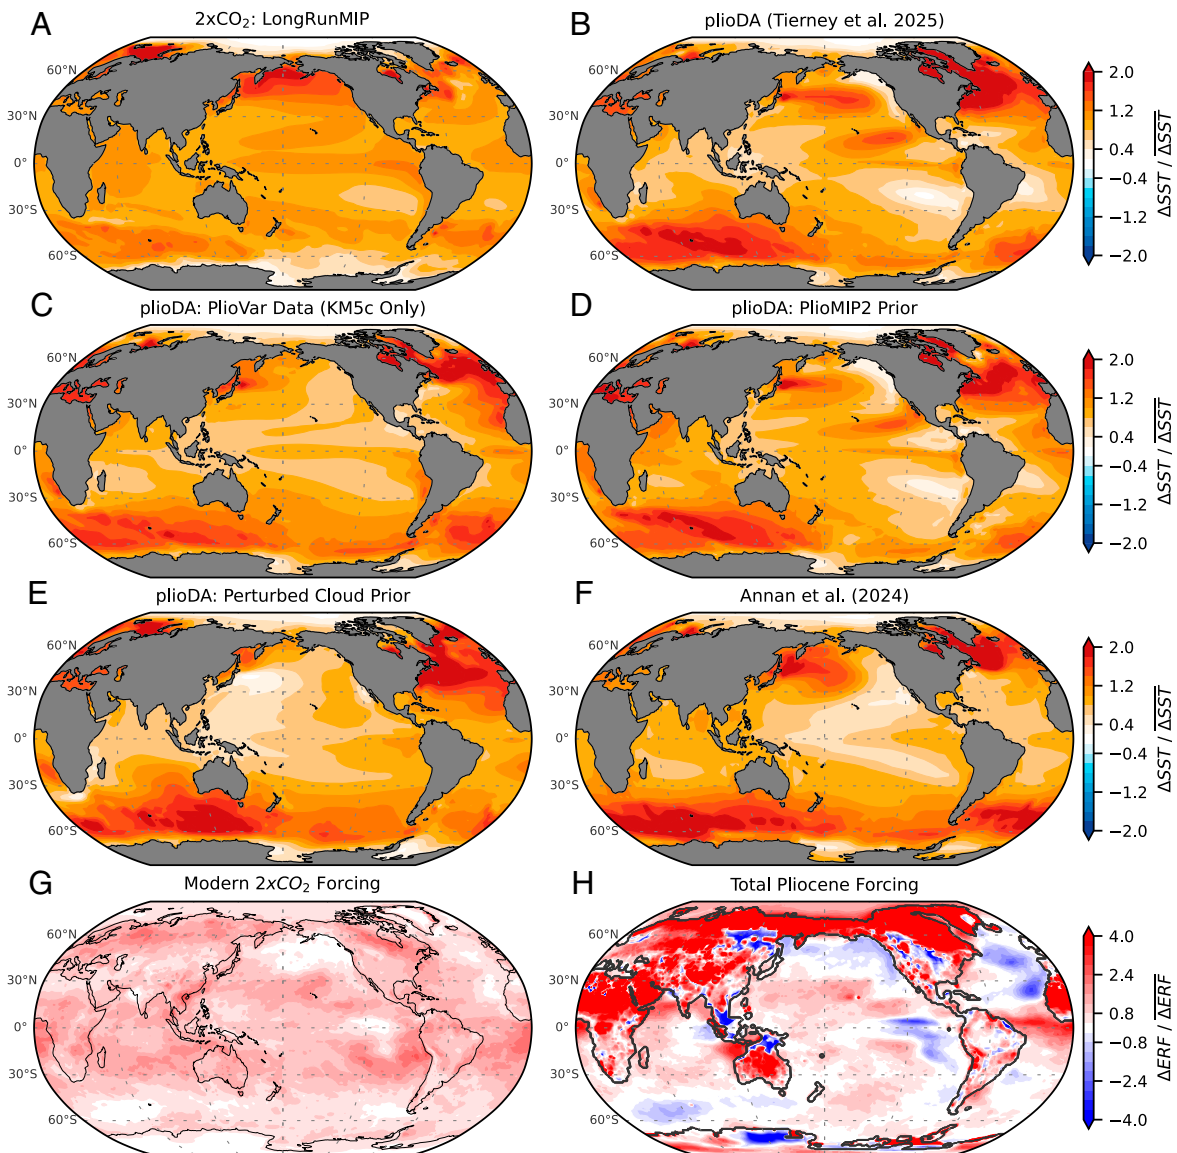 A
2xCO₂: LongRunMIP
B
plioDA (Tierney et al. 2025)
60°N
30°N
0°
30°S
60°S
2.0
1.2
0.4
−0.4
−1.2
−2.0
ΔSST / ΔSST
C
plioDA: PlioVar Data (KM5c Only)
D
plioDA: PlioMIP2 Prior
60°N
30°N
0°
30°S
60°S
60°N
30°N
0°
30°S
60°S
2.0
1.2
0.4
−0.4
−1.2
−2.0
ΔSST / ΔSST
E
plioDA: Perturbed Cloud Prior
F
Annan et al. (2024)
60°N
30°N
0°
30°S
60°S
60°N
30°N
0°
30°S
60°S
2.0
1.2
0.4
−0.4
−1.2
−2.0
ΔSST / ΔSST
G
Modern 2xCO₂ Forcing
H
Total Pliocene Forcing
60°N
30°N
0°
30°S
60°S
60°N
30°N
0°
30°S
60°S
4.0
2.4
0.8
−0.8
−2.4
−4.0
ΔERF / ΔERF